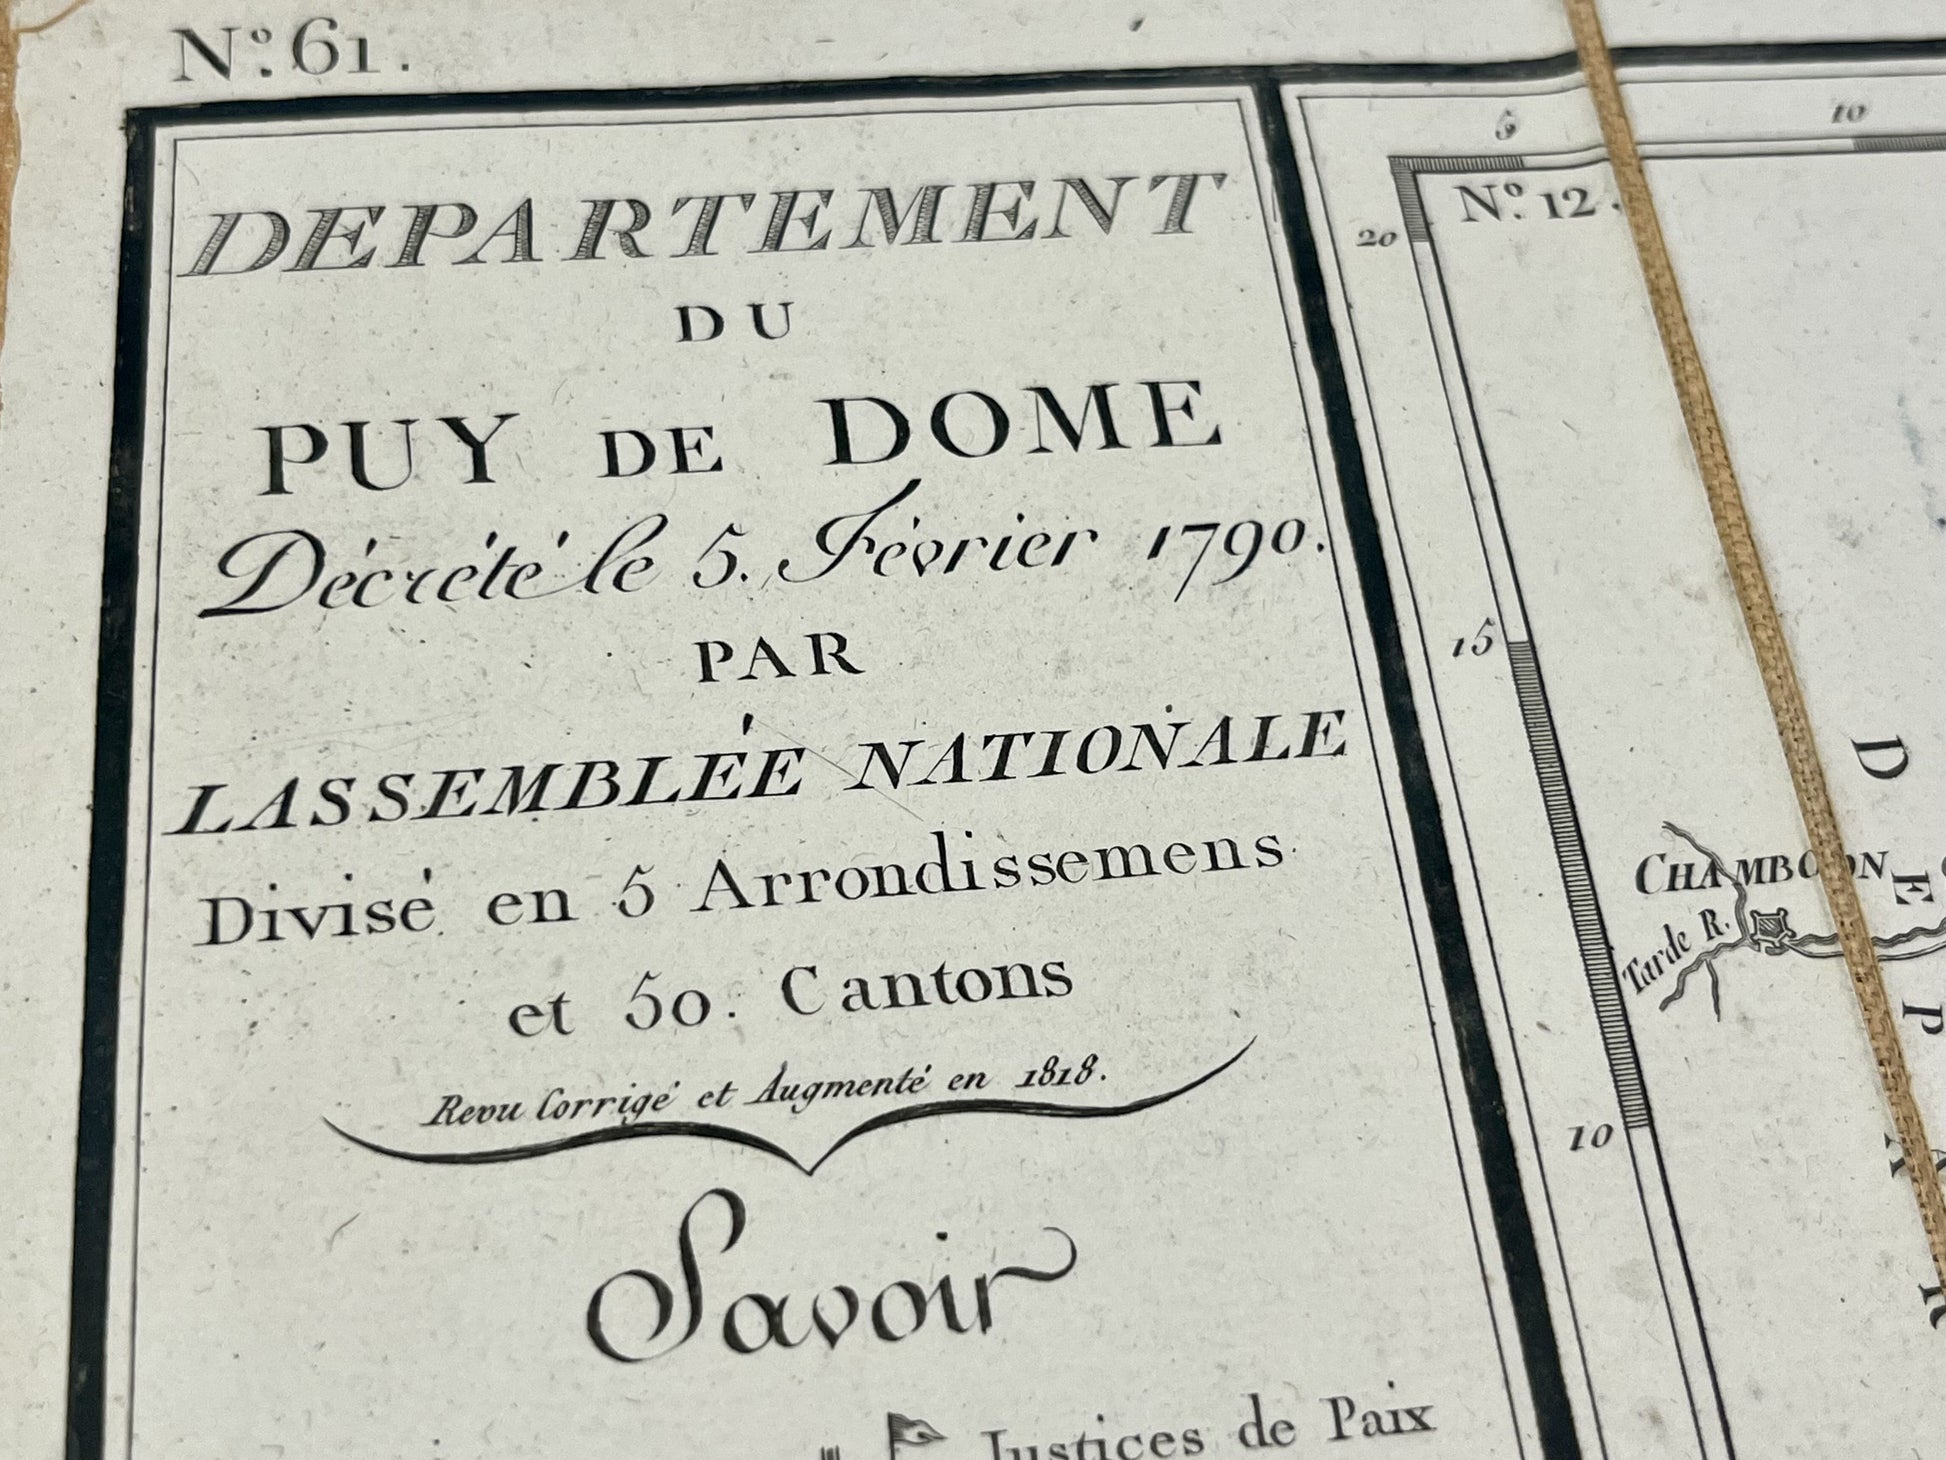 N.º 61.
DEPARTEMENT
DU
PUY DE DOME
Décrété le 5. Février 1790.
PAR
LASSEMBLÉE NATIONALE
Divisé en 5 Arrondissemens
et 50. Cantons
Revu Corrigé et Augmenté en 1818.
Savoir
Justices de Paix
5
10
N.º 12.
20
15
10
CHAMBON
Tarde R.
D E P A R